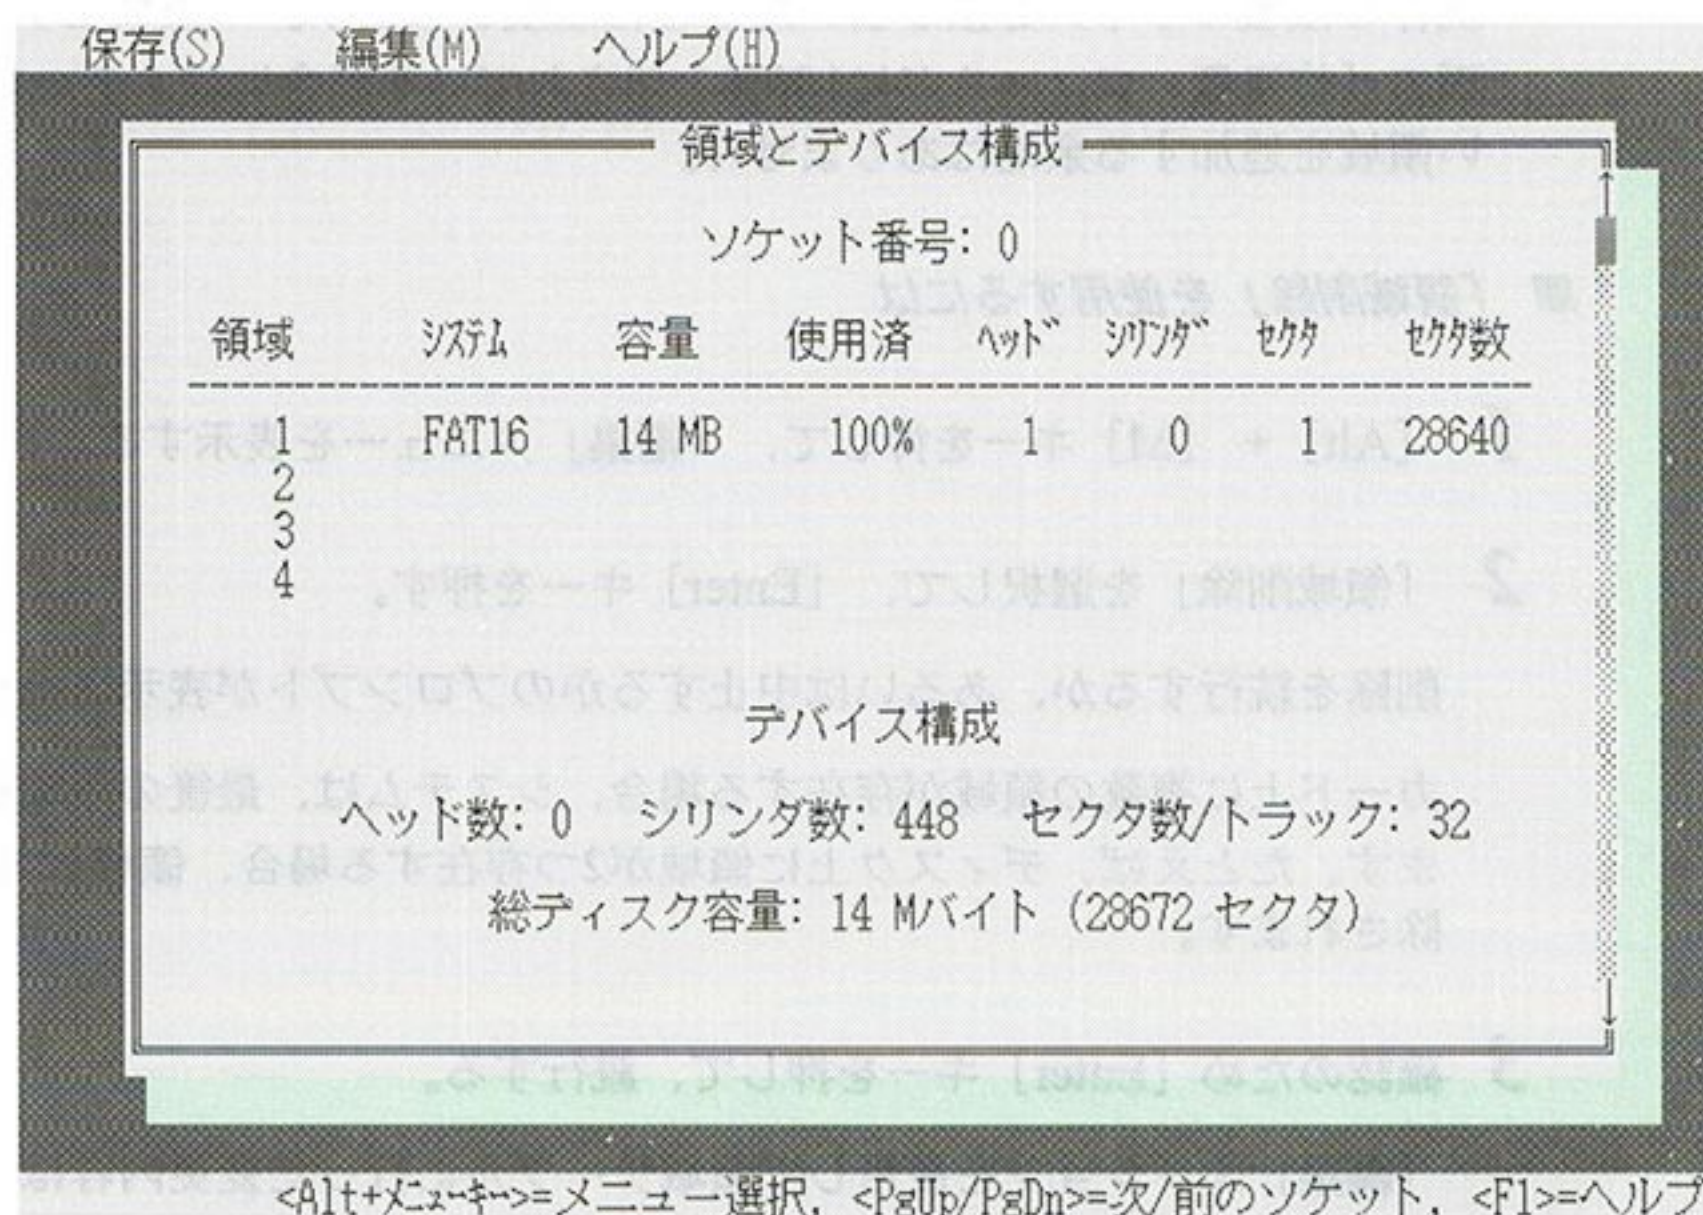 保存(S) 編集(M) ヘルプ(H)
領域とデバイス構成
ソケット番号: 0
領域 ｼｽﾃﾑ 容量 使用済 ﾍｯﾄﾞ ｼﾘﾝﾀﾞ ｾｸﾀ ｾｸﾀ数
1 FAT16 14 MB 100% 1 0 1 28640
2
3
4
デバイス構成
ヘッド数: 0 シリンダ数: 448 セクタ数/トラック: 32
総ディスク容量: 14 Mバイト (28672 セクタ)
<Alt+ﾒﾆｭｰｷｰ>=メニュー選択, <PgUp/PgDn>=次/前のソケット, <F1>=ヘルプ